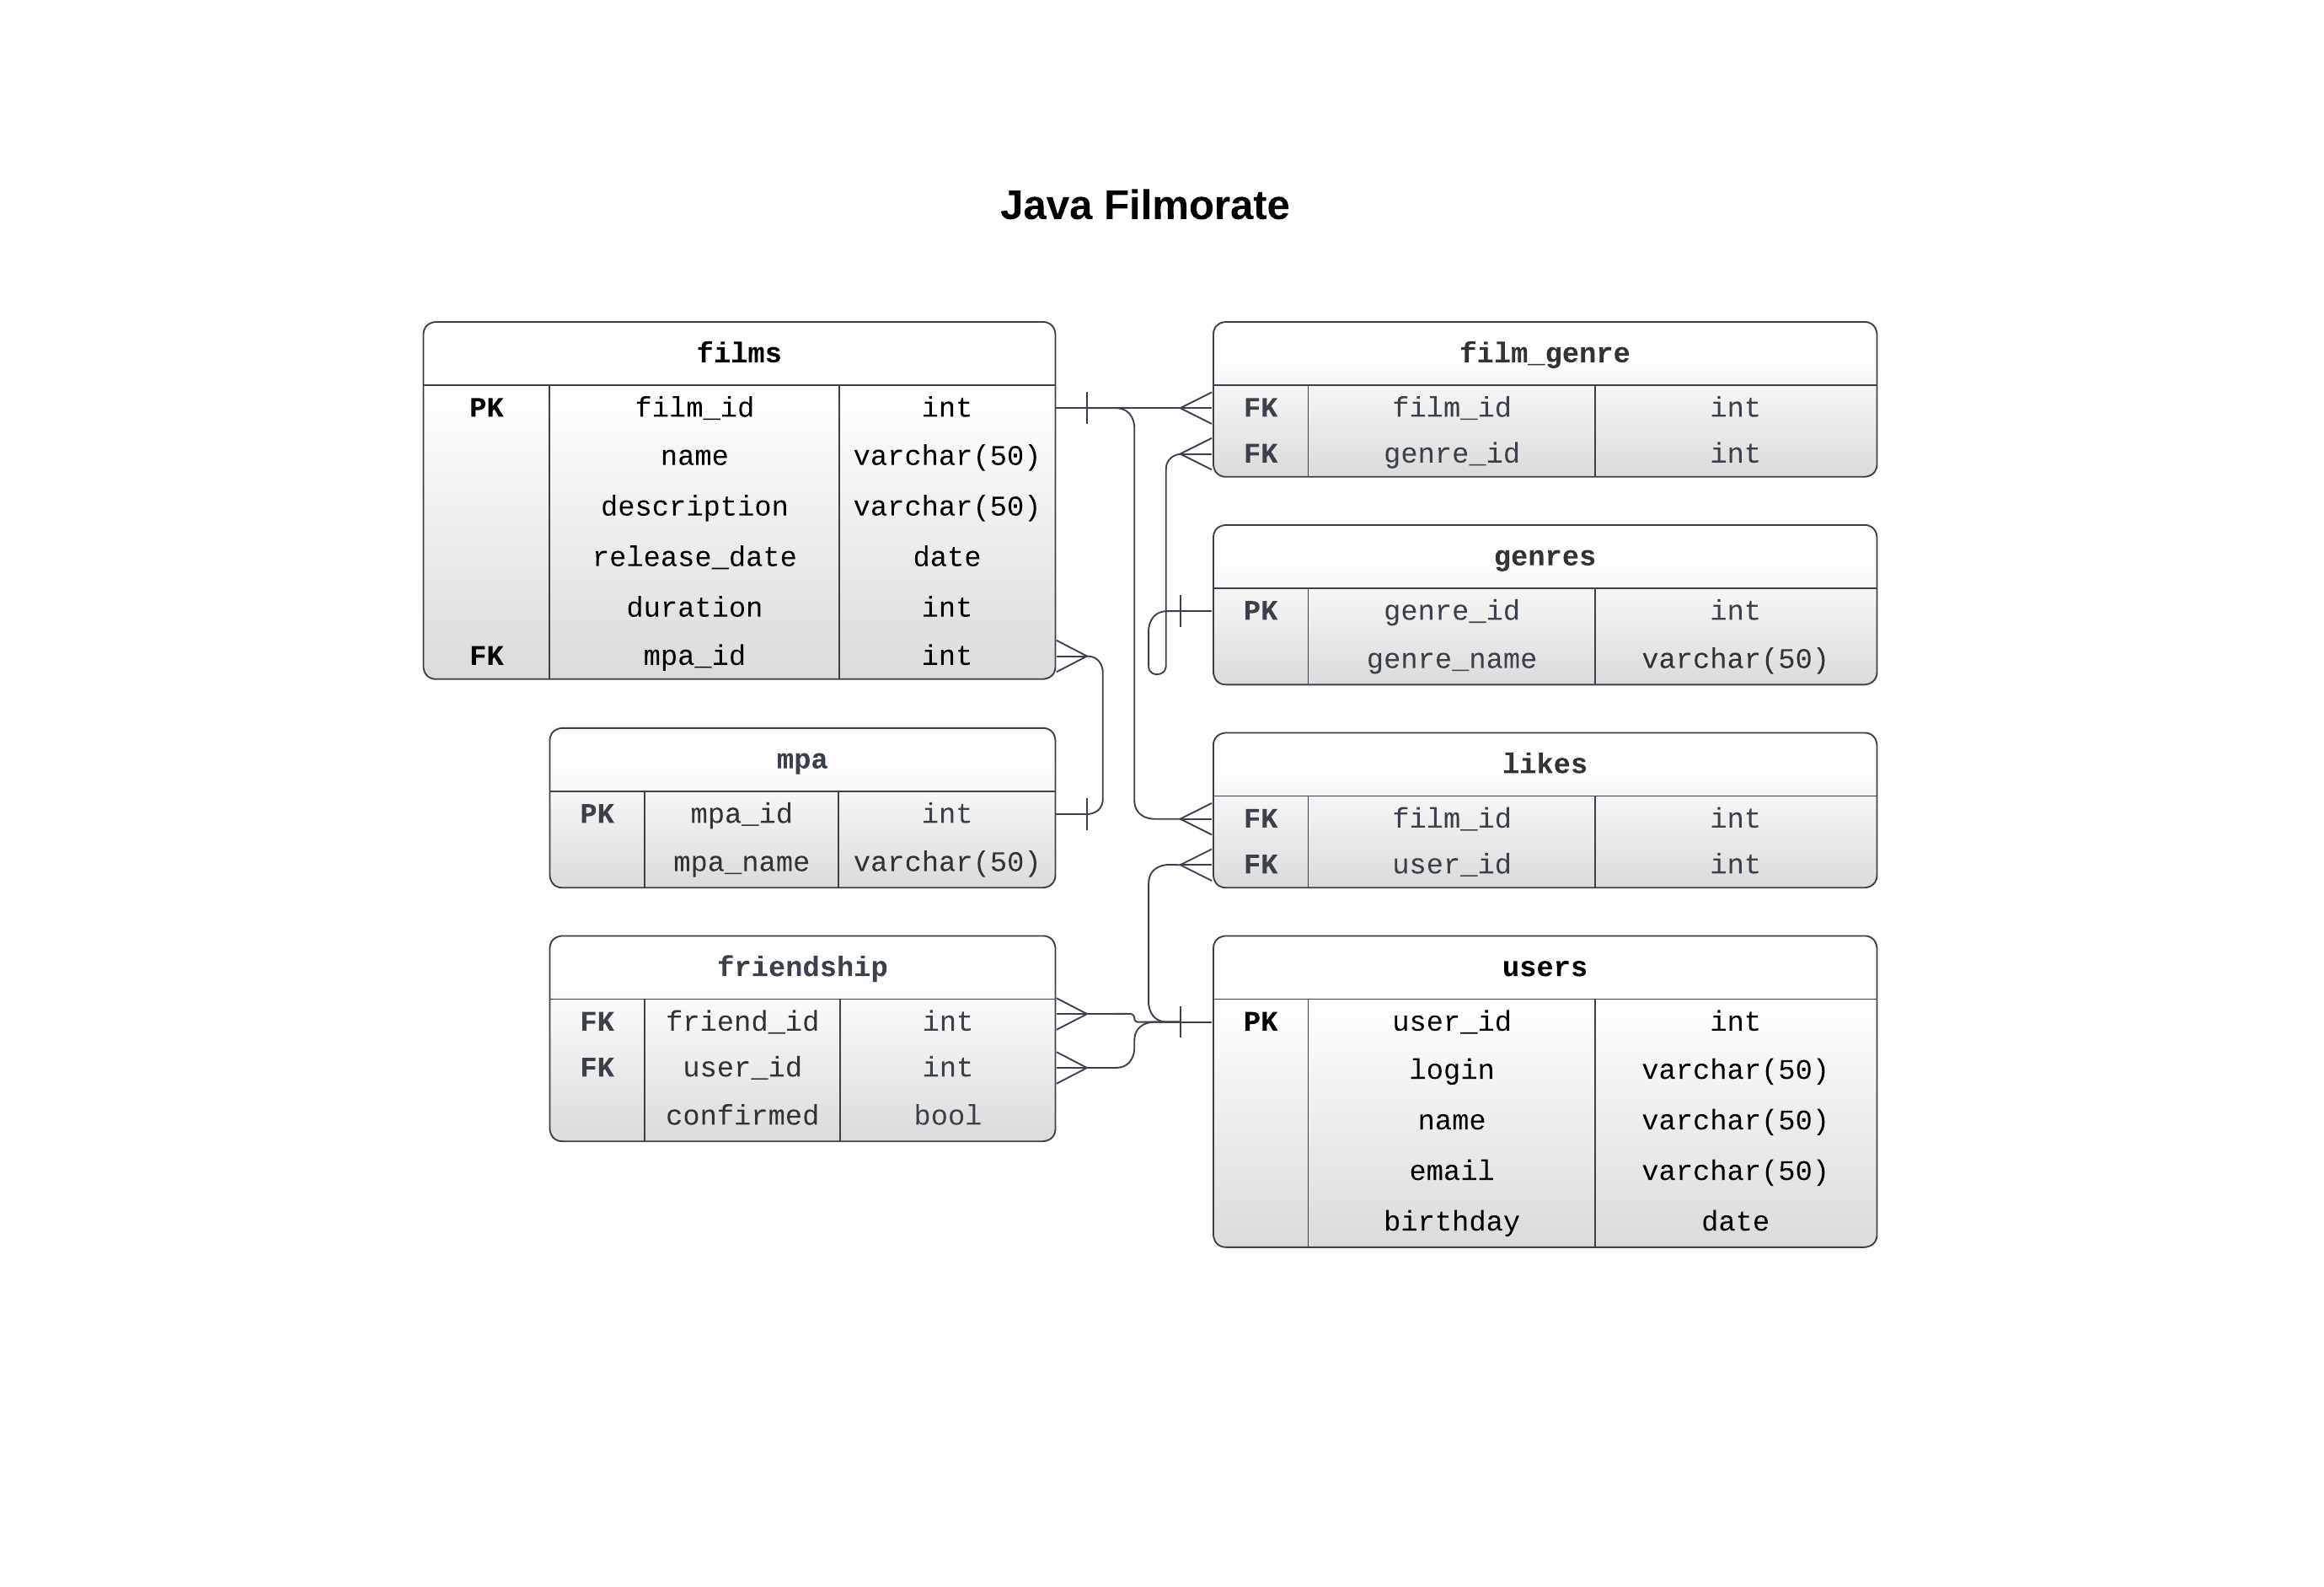 Java Filmorate
films
PK film_id int
name varchar(50)
description varchar(50)
release_date date
duration int
FK mpa_id int
film_genre
FK film_id int
FK genre_id int
genres
PK genre_id int
genre_name varchar(50)
mpa
PK mpa_id int
mpa_name varchar(50)
likes
FK film_id int
FK user_id int
friendship
FK friend_id int
FK user_id int
confirmed bool
users
PK user_id int
login varchar(50)
name varchar(50)
email varchar(50)
birthday date